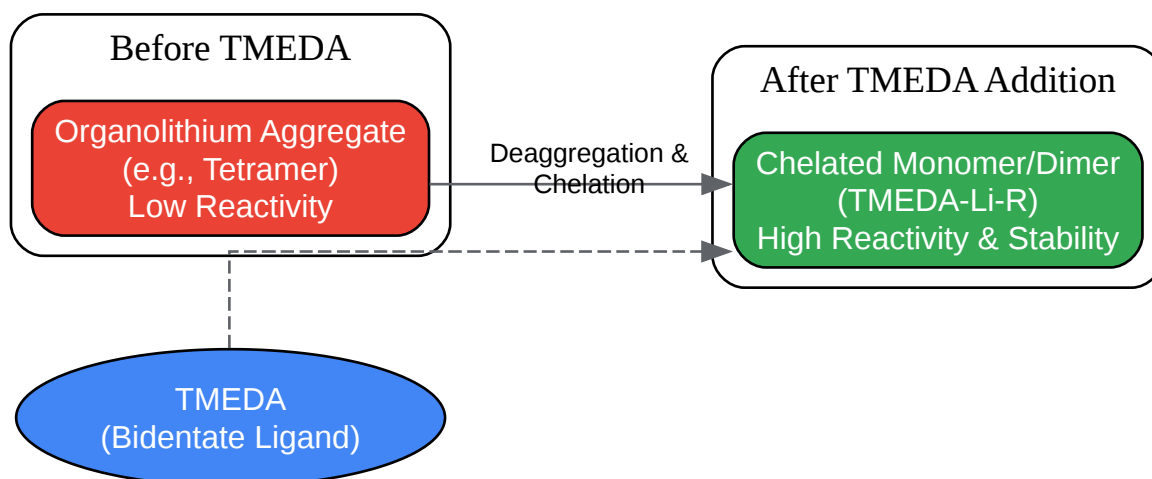 Before TMEDA
Organolithium Aggregate
(e.g., Tetramer)
Low Reactivity
Deaggregation &
Chelation
After TMEDA Addition
Chelated Monomer/Dimer
(TMEDA-Li-R)
High Reactivity & Stability
TMEDA
(Bidentate Ligand)